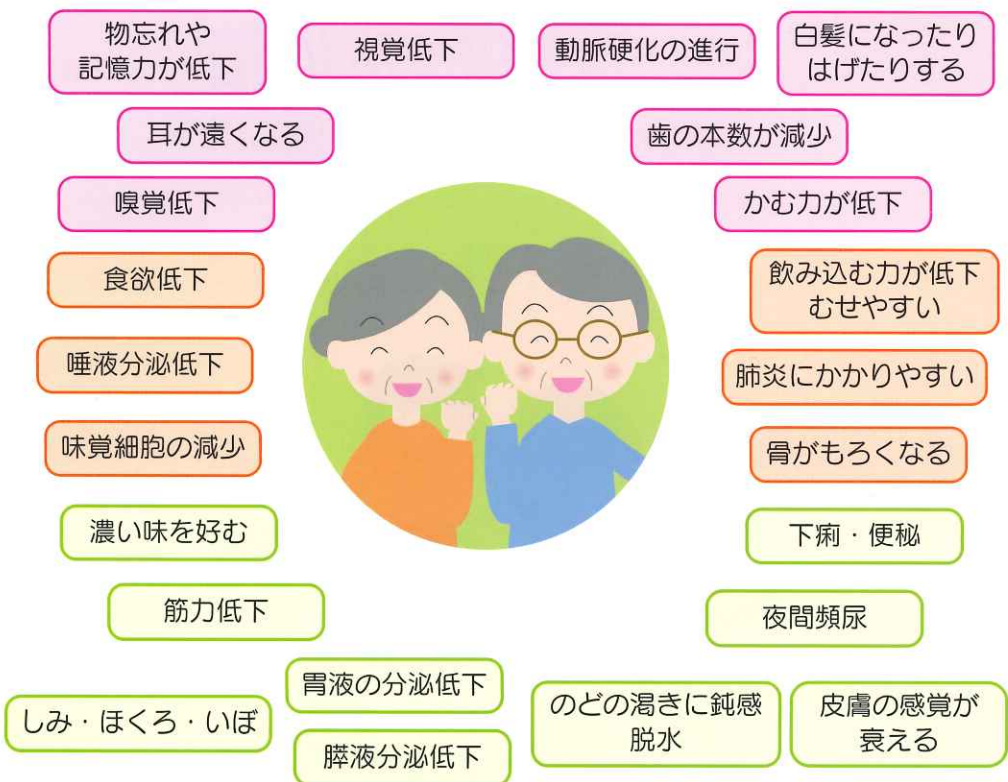 物忘れや
記憶力が低下
視覚低下
動脈硬化の進行
白髪になったり
はげたりする
耳が遠くなる
歯の本数が減少
嗅覚低下
かむ力が低下
食欲低下
飲み込む力が低下
むせやすい
唾液分泌低下
肺炎にかかりやすい
味覚細胞の減少
骨がもろくなる
濃い味を好む
下痢・便秘
筋力低下
夜間頻尿
胃液の分泌低下
しみ・ほくろ・いぼ
膵液分泌低下
のどの渇きに鈍感
脱水
皮膚の感覚が
衰える